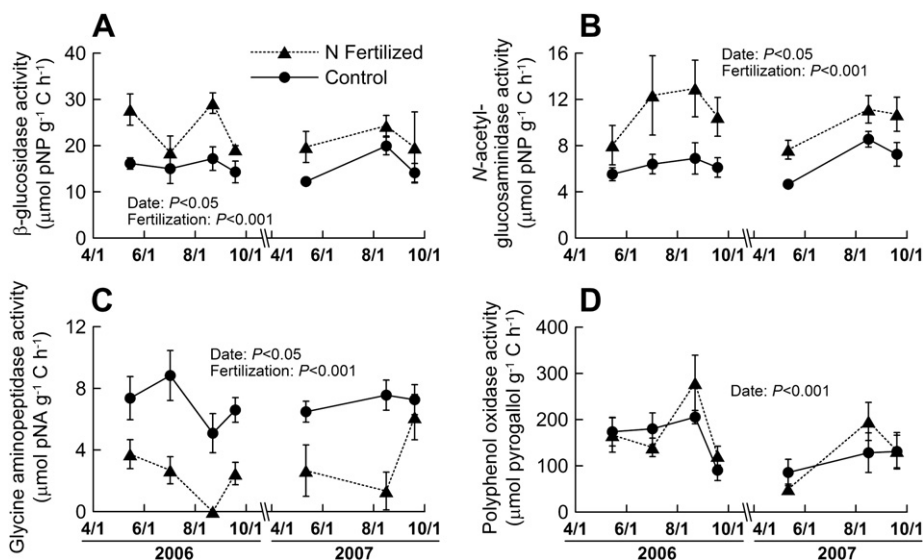 A
N Fertilized
Control
β-glucosidase activity
(μmol pNP g⁻¹ C h⁻¹)
40
30
20
10
0
Date: P<0.05
Fertilization: P<0.001
4/1 6/1 8/1 10/1 4/1 6/1 8/1 10/1
B
Date: P<0.05
Fertilization: P<0.001
N-acetyl-
glucosaminidase activity
(μmol pNP g⁻¹ C h⁻¹)
16
12
8
4
0
4/1 6/1 8/1 10/1 4/1 6/1 8/1 10/1
C
Date: P<0.05
Fertilization: P<0.001
Glycine aminopeptidase activity
(μmol pNA g⁻¹ C h⁻¹)
12
8
4
0
4/1 6/1 8/1 10/1 4/1 6/1 8/1 10/1
2006 2007
D
Date: P<0.001
Polyphenol oxidase activity
(μmol pyrogallol g⁻¹ C h⁻¹)
400
300
200
100
0
4/1 6/1 8/1 10/1 4/1 6/1 8/1 10/1
2006 2007